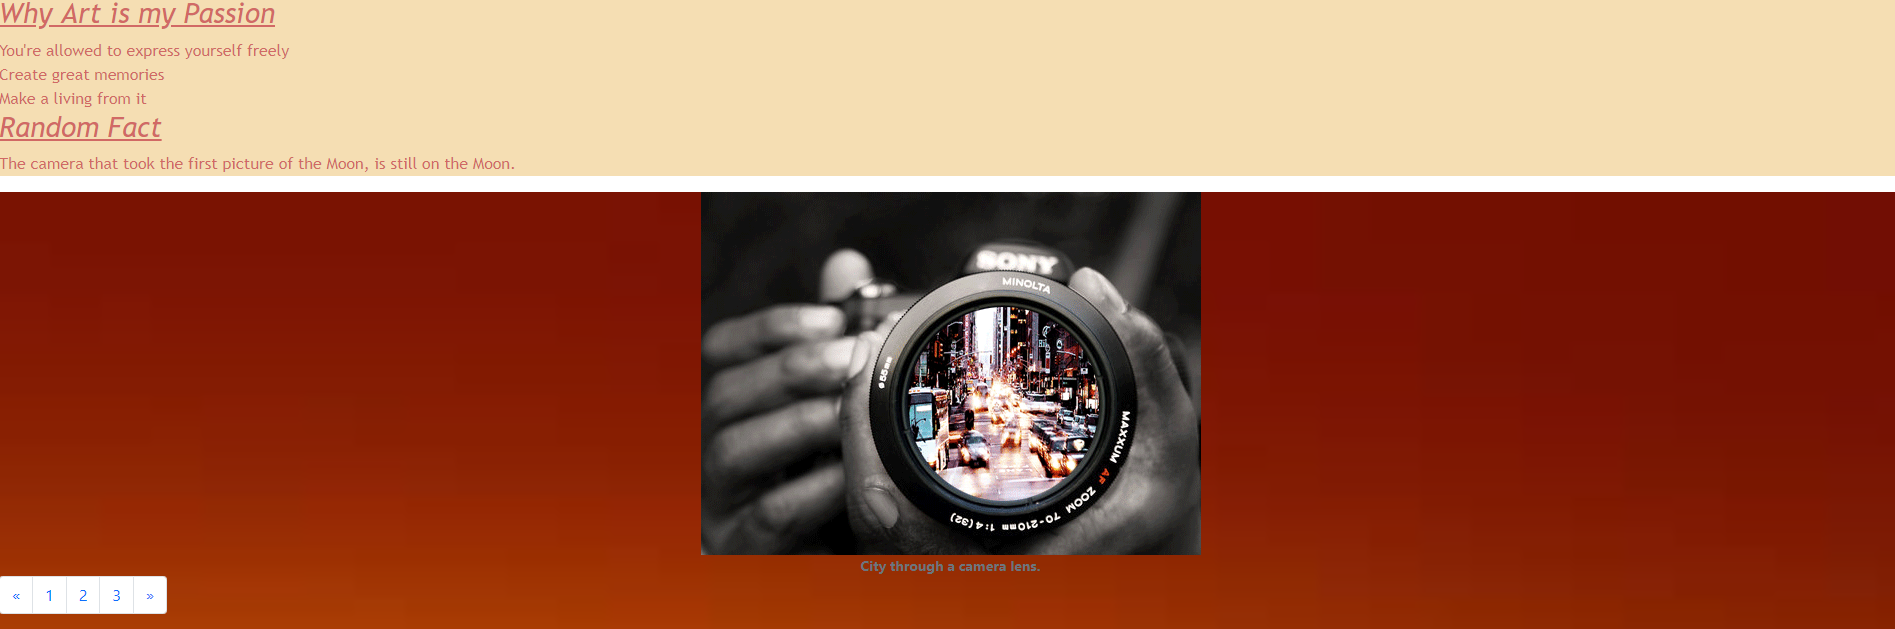 Why Art is my Passion
You're allowed to express yourself freely
Create great memories
Make a living from it
Random Fact
The camera that took the first picture of the Moon, is still on the Moon.
SONY
MINOLTA
ø55mm
MAXXUM AF ZOOM 70-210mm 1:4(32)
City through a camera lens.
« 1 2 3 »